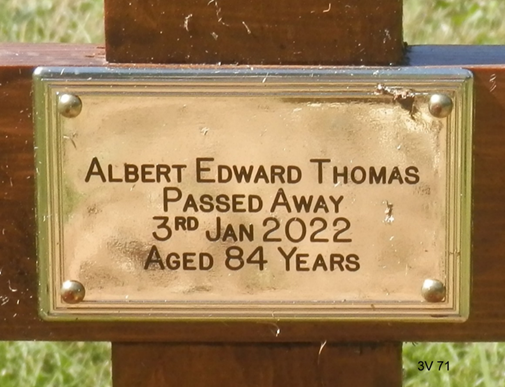 ALBERT EDWARD THOMAS
PASSED AWAY
3RD JAN 2022
AGED 84 YEARS
3V 71